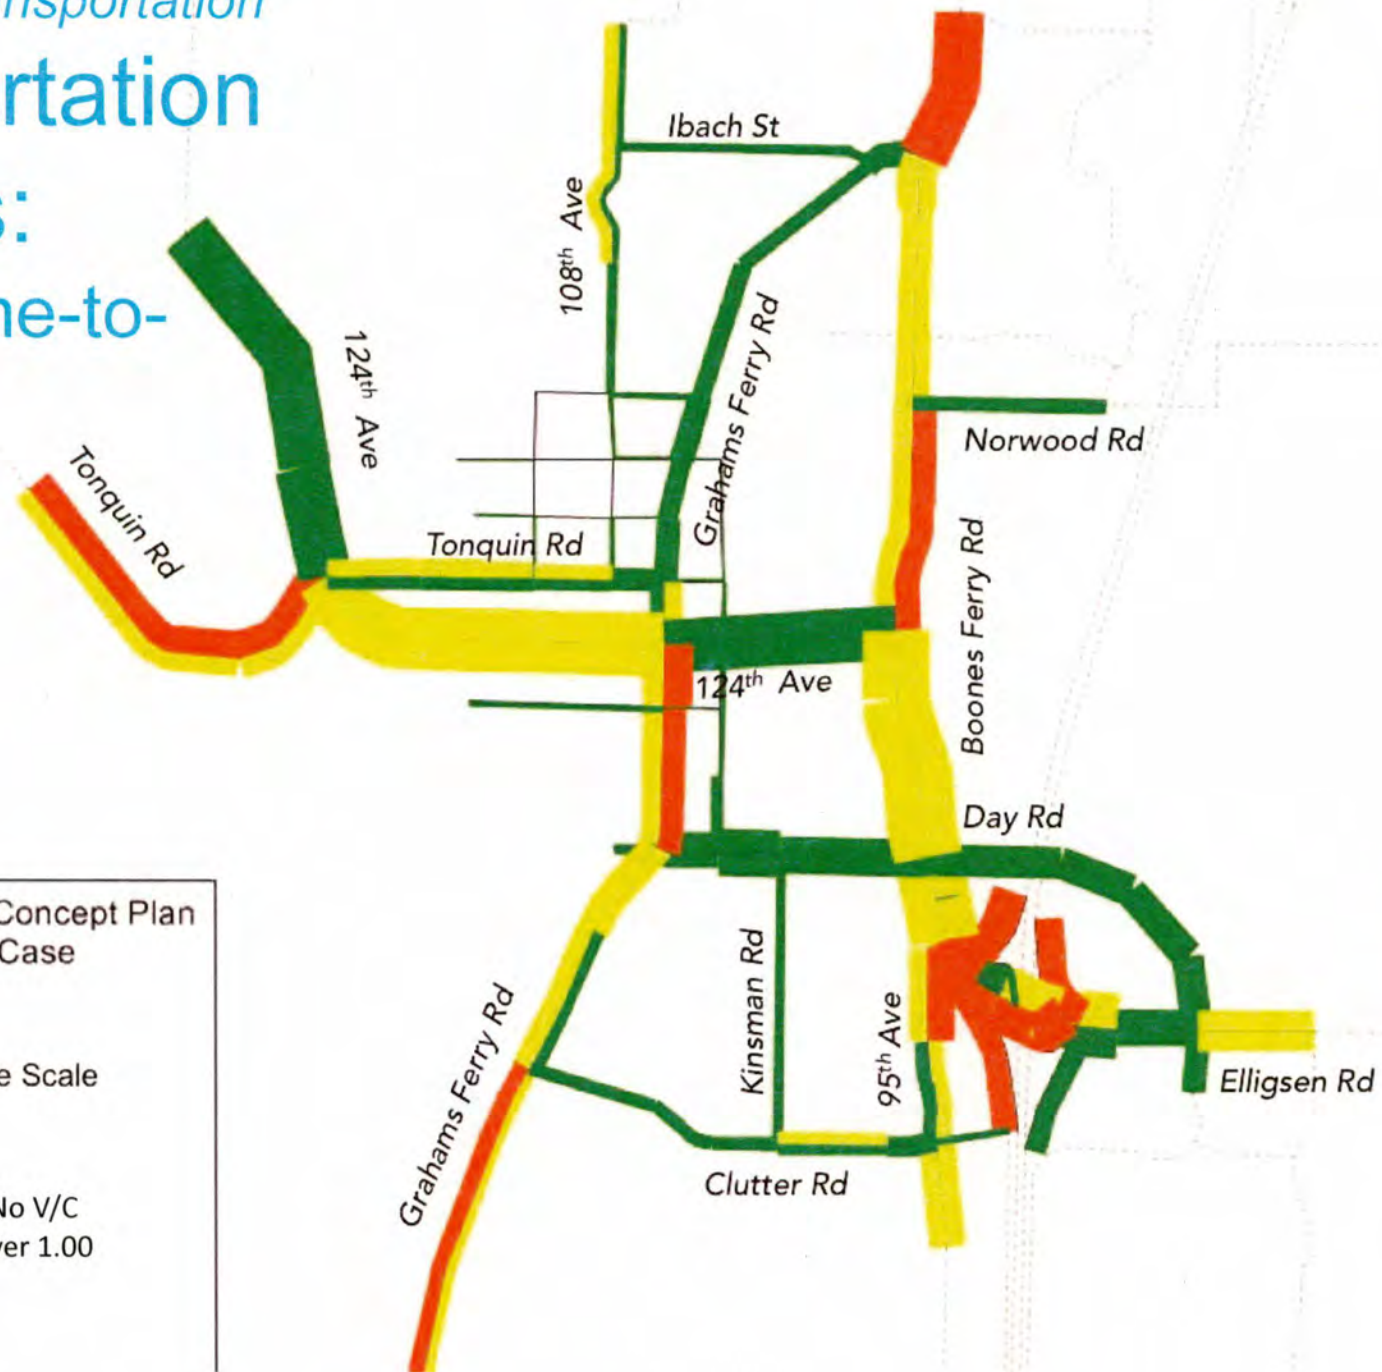 nsportation
rtation
s:
ne-to-
Ibach St
108th Ave
124th Ave
Grahams Ferry Rd
Norwood Rd
Tonquin Rd
Tonquin Rd
Boones Ferry Rd
124th Ave
Day Rd
Concept Plan
Case
e Scale
No V/C
ver 1.00
Grahams Ferry Rd
Kinsman Rd
95th Ave
Elligsen Rd
Clutter Rd